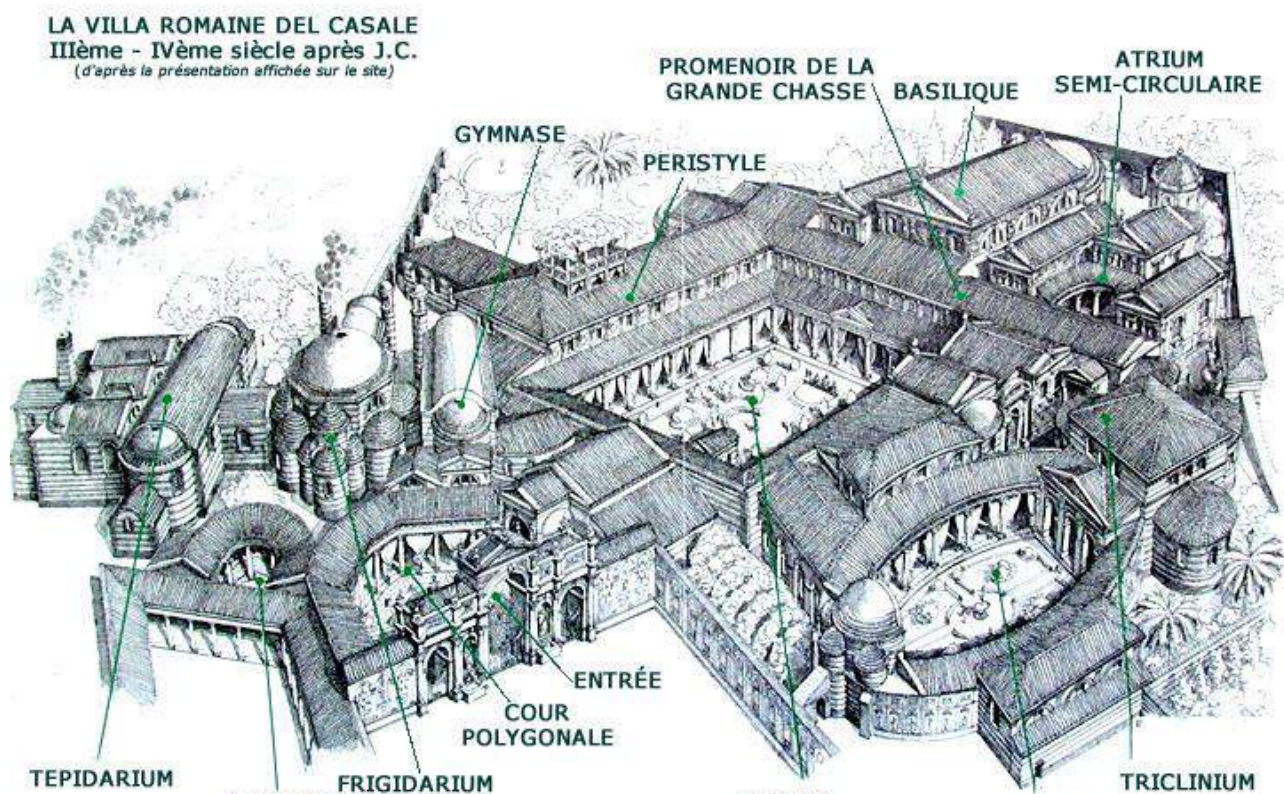 LA VILLA ROMAINE DEL CASALE
IIIème - IVème siècle après J.C.
(d'après la présentation affichée sur le site)
PROMENOIR DE LA
GRANDE CHASSE
BASILIQUE
ATRIUM
SEMI-CIRCULAIRE
GYMNASE
PERISTYLE
ENTRÉE
COUR
POLYGONALE
TEPIDARIUM
FRIGIDARIUM
TRICLINIUM